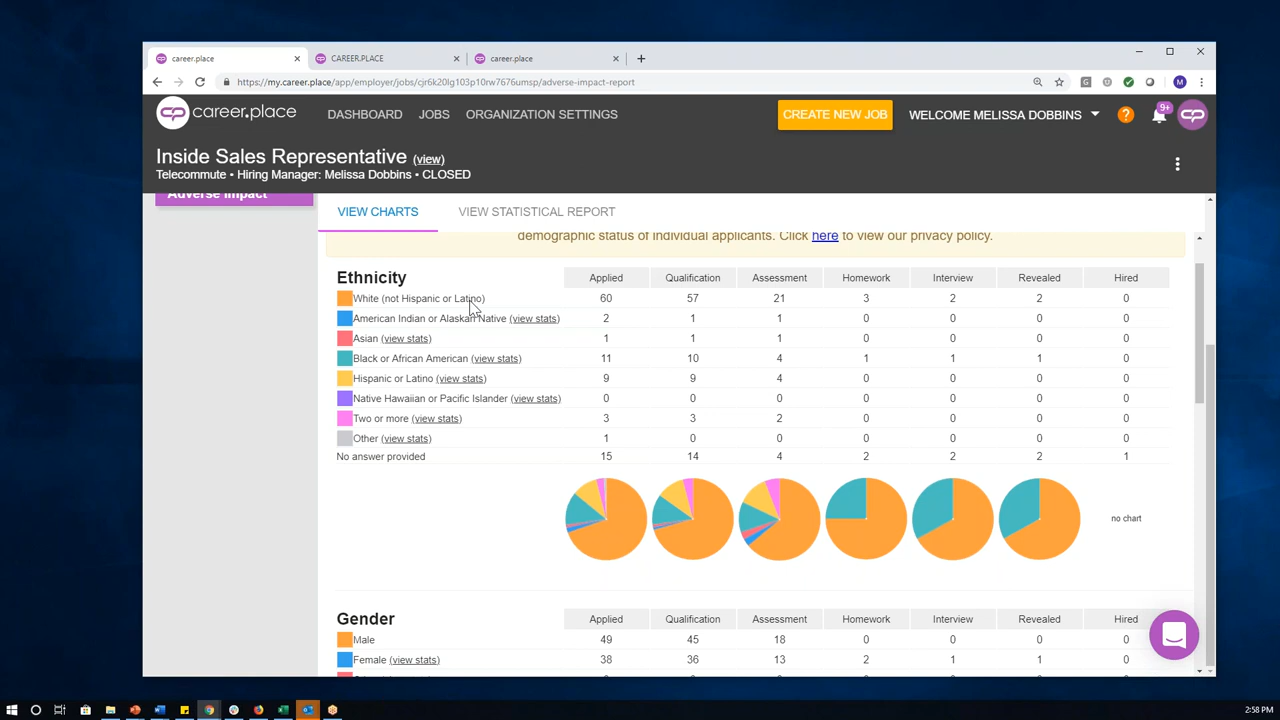 career.place
CAREER.PLACE
career.place
https://my.career.place/app/employer/jobs/cjr6k20lg103p10rw7676umsp/adverse-impact-report
career.place DASHBOARD JOBS ORGANIZATION SETTINGS CREATE NEW JOB WELCOME MELISSA DOBBINS ? 9+ cp
Inside Sales Representative (view)
Telecommute • Hiring Manager: Melissa Dobbins • CLOSED
Adverse Impact
VIEW CHARTS VIEW STATISTICAL REPORT
demographic status of individual applicants. Click here to view our privacy policy.
Ethnicity Applied Qualification Assessment Homework Interview Revealed Hired
White (not Hispanic or Latino) 60 57 21 3 2 2 0
American Indian or Alaskan Native (view stats) 2 1 1 0 0 0 0
Asian (view stats) 1 1 1 0 0 0 0
Black or African American (view stats) 11 10 4 1 1 1 0
Hispanic or Latino (view stats) 9 9 4 0 0 0 0
Native Hawaiian or Pacific Islander (view stats) 0 0 0 0 0 0 0
Two or more (view stats) 3 3 2 0 0 0 0
Other (view stats) 1 0 0 0 0 0 0
No answer provided 15 14 4 2 2 2 1
no chart
Gender Applied Qualification Assessment Homework Interview Revealed Hired
Male 49 45 18 0 0 0 0
Female (view stats) 38 36 13 2 1 1 0
2:58 PM